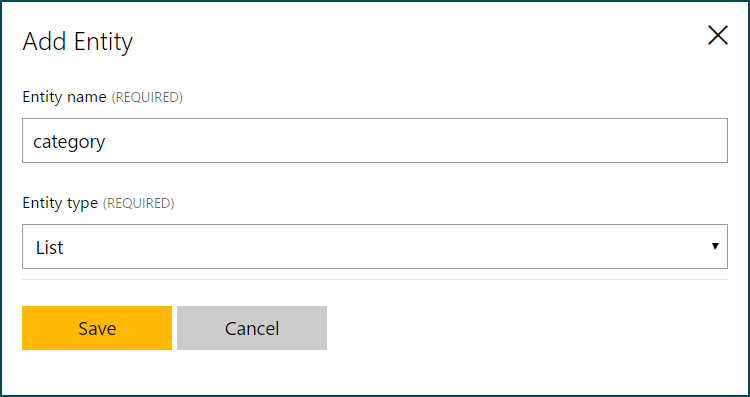 Add Entity
Entity name (REQUIRED)
category
Entity type (REQUIRED)
List
Save Cancel